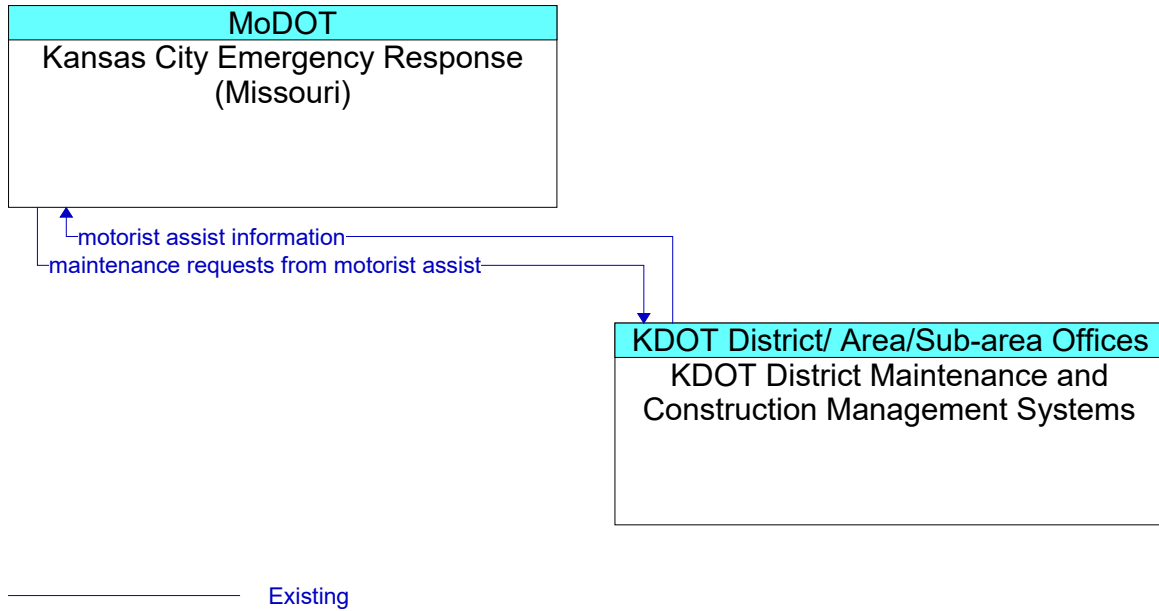 MoDOT
Kansas City Emergency Response
(Missouri)
motorist assist information
maintenance requests from motorist assist
KDOT District/ Area/Sub-area Offices
KDOT District Maintenance and
Construction Management Systems
Existing